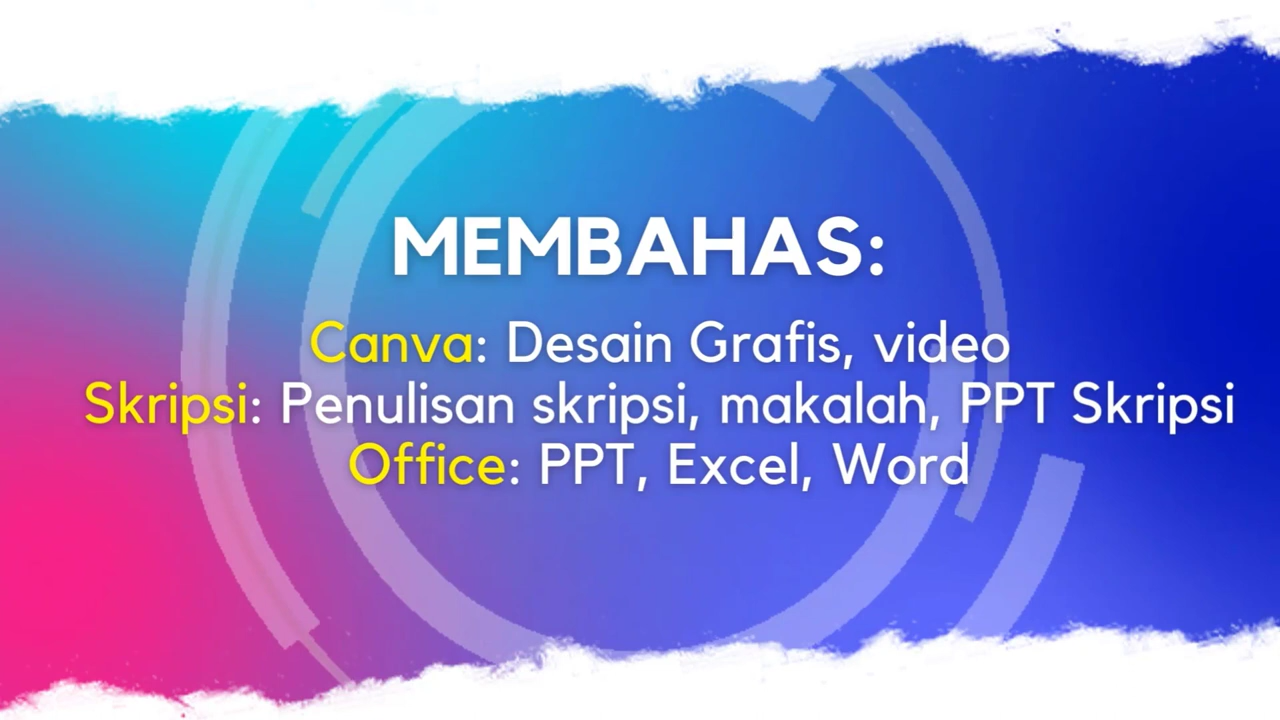 MEMBAHAS:
Canva: Desain Grafis, video
Skripsi: Penulisan skripsi, makalah, PPT Skripsi
Office: PPT, Excel, Word